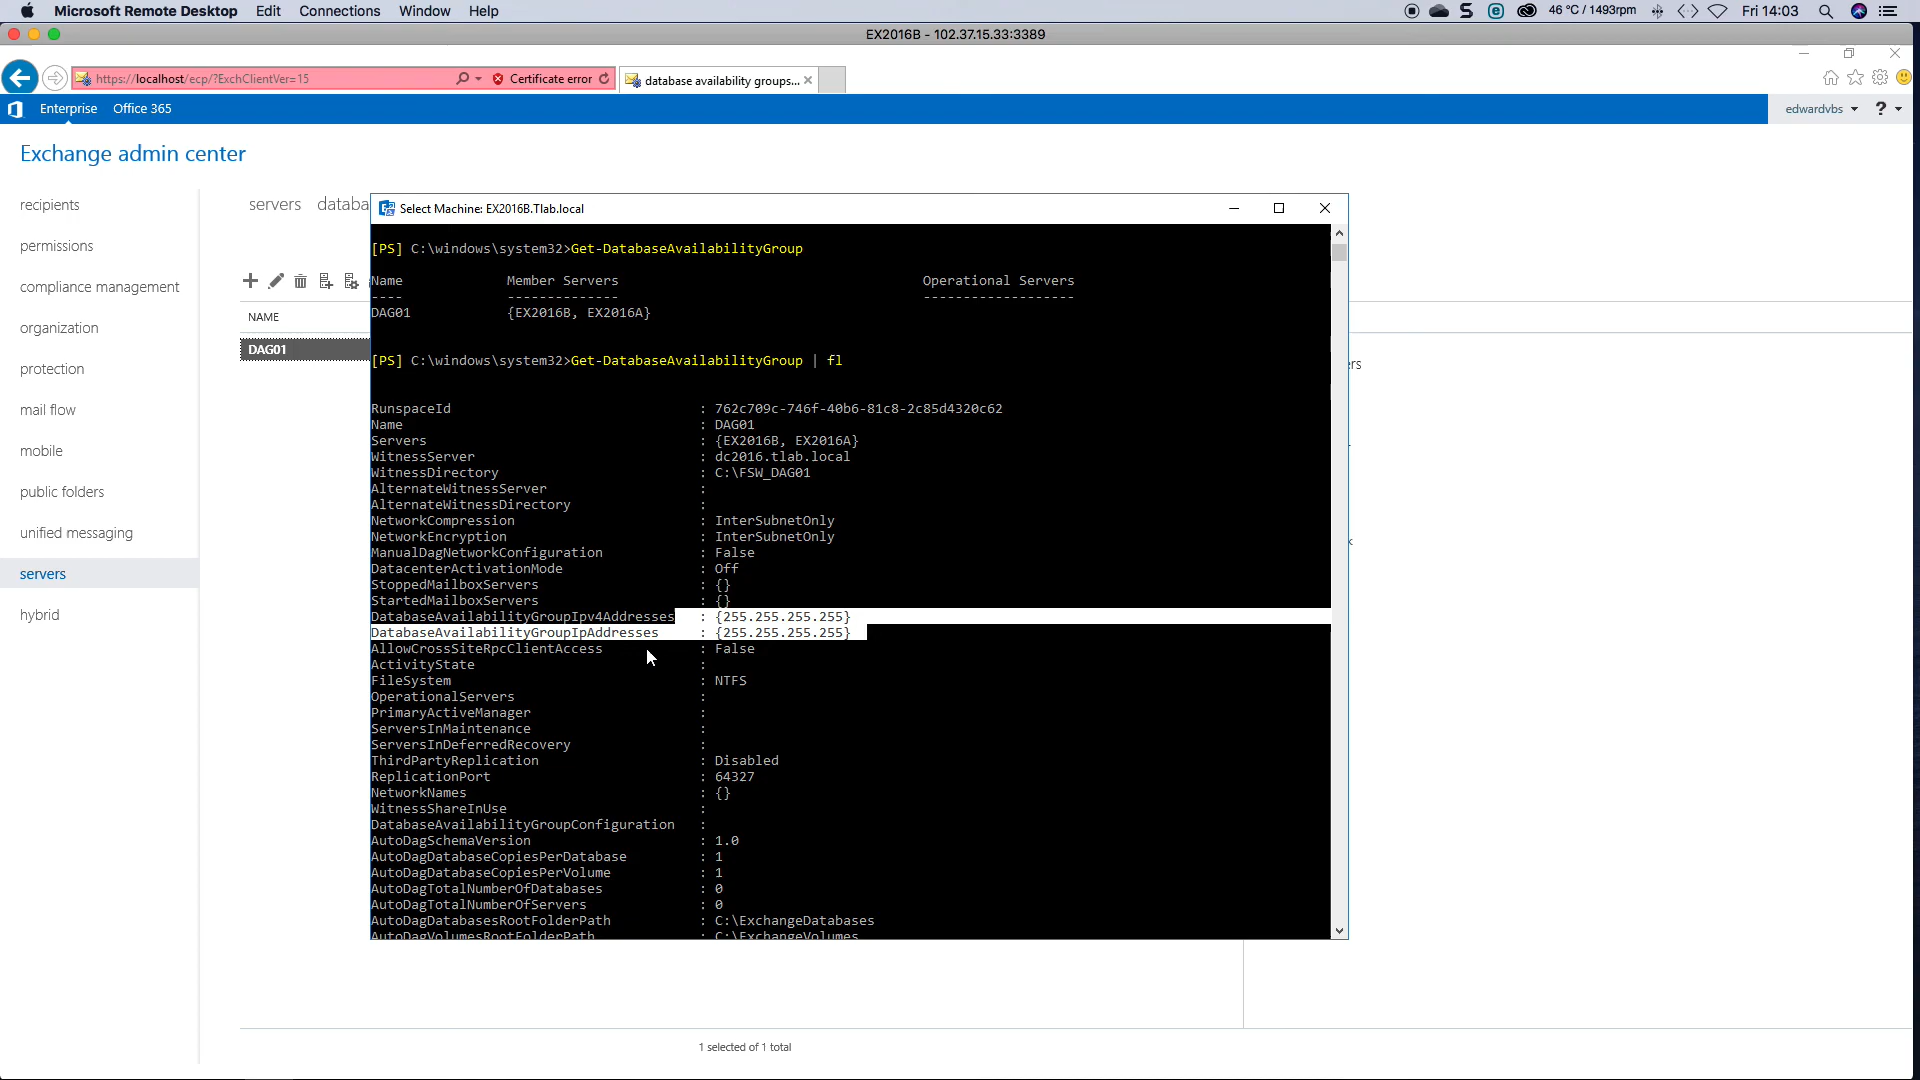 Microsoft Remote Desktop Edit Connections Window Help 46 °C / 1493rpm Fri 14:03
EX2016B - 102.37.15.33:3389
https://localhost/ecp/?ExchClientVer=15 Certificate error database availability groups...
Enterprise Office 365 edwardvbs ?
Exchange admin center
recipients
permissions
compliance management
organization
protection
mail flow
mobile
public folders
unified messaging
servers
hybrid
servers databa
NAME
DAG01
Select Machine: EX2016B.Tlab.local
[PS] C:\windows\system32>Get-DatabaseAvailabilityGroup
Name Member Servers Operational Servers
---- -------------- -------------------
DAG01 {EX2016B, EX2016A}
[PS] C:\windows\system32>Get-DatabaseAvailabilityGroup | fl
RunspaceId : 762c709c-746f-40b6-81c8-2c85d4320c62
Name : DAG01
Servers : {EX2016B, EX2016A}
WitnessServer : dc2016.tlab.local
WitnessDirectory : C:\FSW_DAG01
AlternateWitnessServer :
AlternateWitnessDirectory :
NetworkCompression : InterSubnetOnly
NetworkEncryption : InterSubnetOnly
ManualDagNetworkConfiguration : False
DatacenterActivationMode : Off
StoppedMailboxServers : {}
StartedMailboxServers : {}
DatabaseAvailabilityGroupIpv4Addresses : {255.255.255.255}
DatabaseAvailabilityGroupIpAddresses : {255.255.255.255}
AllowCrossSiteRpcClientAccess : False
ActivityState :
FileSystem : NTFS
OperationalServers :
PrimaryActiveManager :
ServersInMaintenance :
ServersInDeferredRecovery :
ThirdPartyReplication : Disabled
ReplicationPort : 64327
NetworkNames : {}
WitnessShareInUse :
DatabaseAvailabilityGroupConfiguration :
AutoDagSchemaVersion : 1.0
AutoDagDatabaseCopiesPerDatabase : 1
AutoDagDatabaseCopiesPerVolume : 1
AutoDagTotalNumberOfDatabases : 0
AutoDagTotalNumberOfServers : 0
AutoDagDatabasesRootFolderPath : C:\ExchangeDatabases
AutoDagVolumesRootFolderPath : C:\ExchangeVolumes
ers
k
1 selected of 1 total